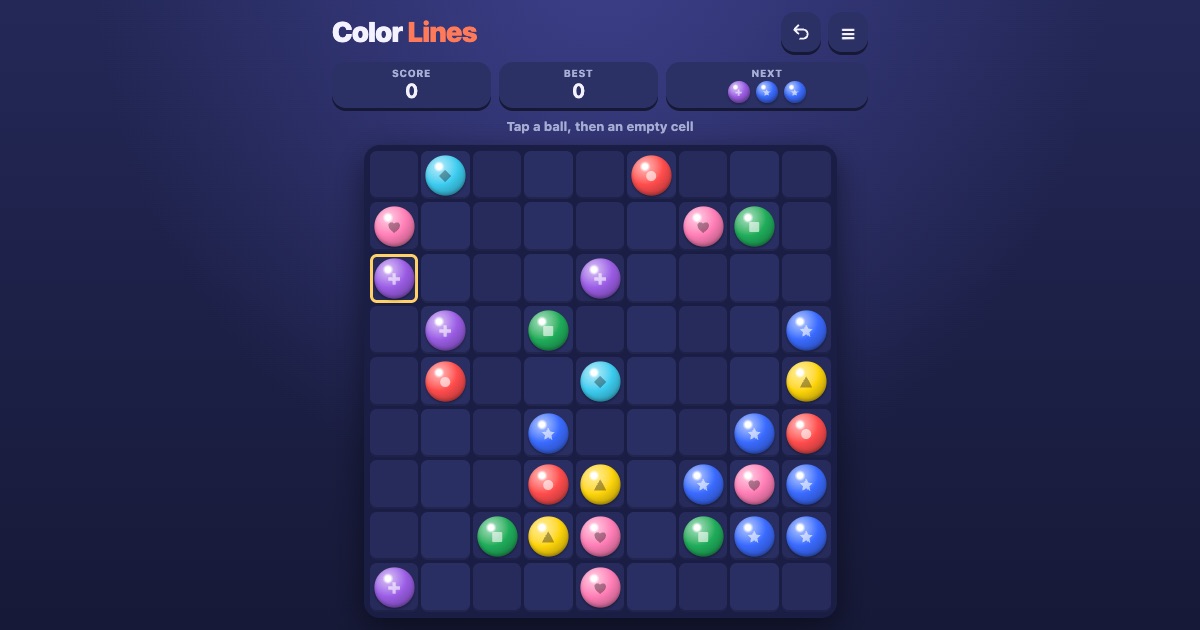 Color Lines
SCORE
0
BEST
0
NEXT
Tap a ball, then an empty cell